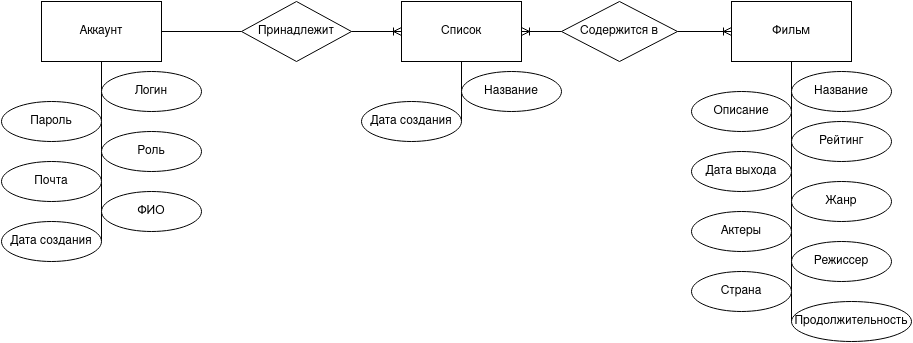 Аккаунт
Принадлежит
Список
Содержится в
Фильм
Логин
Пароль
Роль
Почта
ФИО
Дата создания
Название
Дата создания
Название
Описание
Рейтинг
Дата выхода
Жанр
Актеры
Режиссер
Страна
Продолжительность